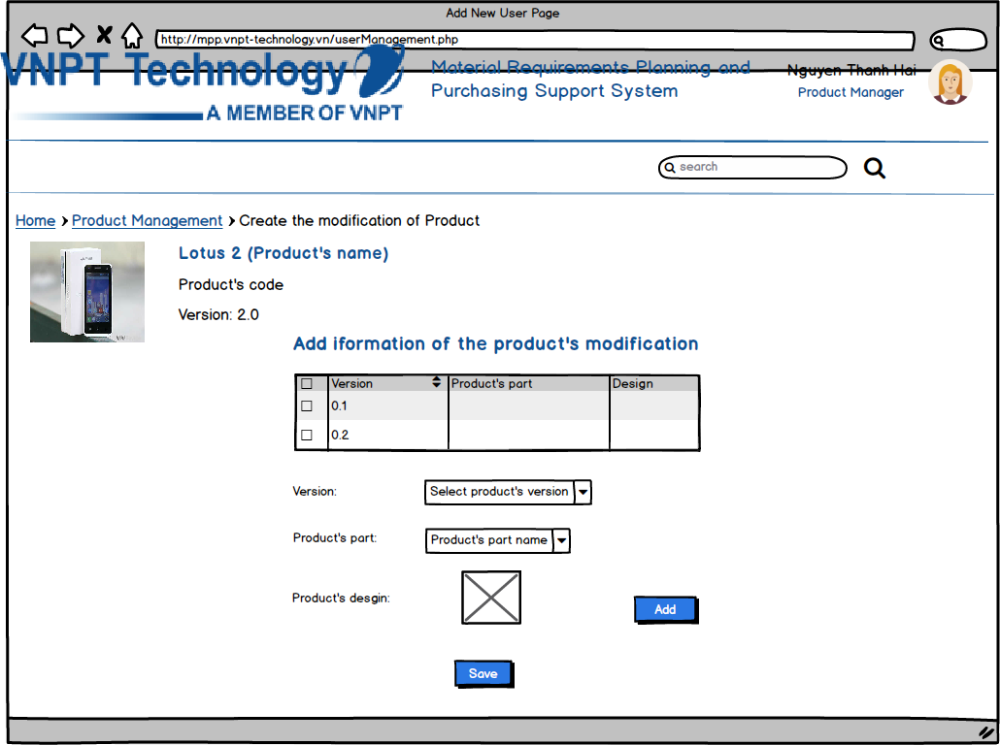 Add New User Page
http://mpp.vnpt-technology.vn/userManagement.php
VNPT Technology
A MEMBER OF VNPT
Material Requirements Planning and
Purchasing Support System
Nguyen Thanh Hai
Product Manager
search
Home > Product Management > Create the modification of Product
Lotus 2 (Product's name)
Product's code
Version: 2.0
Add iformation of the product's modification
Version Product's part Design
0.1
0.2
Version: Select product's version
Product's part: Product's part name
Product's desgin:
Add
Save